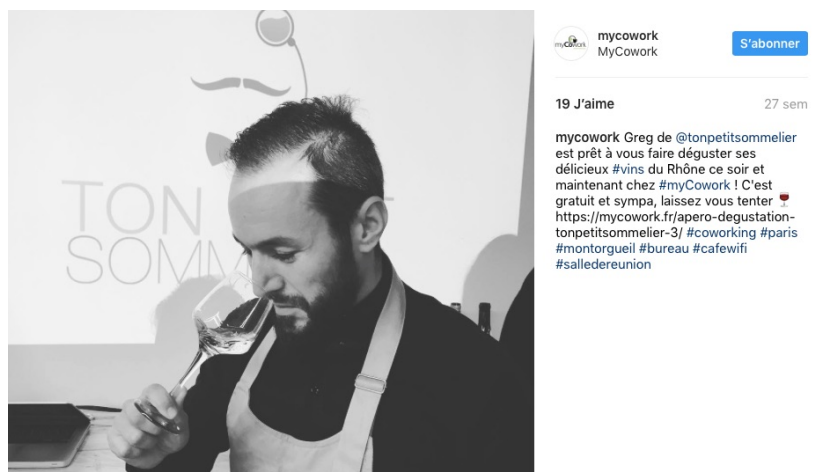 TON
SOMM
myCowork
mycowork
MyCowork
S'abonner
19 J'aime
27 sem
mycowork Greg de @tonpetitsommelier
est prêt à vous faire déguster ses
délicieux #vins du Rhône ce soir et
maintenant chez #myCowork ! C'est
gratuit et sympa, laissez vous tenter 🍷
https://mycowork.fr/apero-degustation-
tonpetitsommelier-3/ #coworking #paris
#montorgueil #bureau #cafewifi
#salledereunion